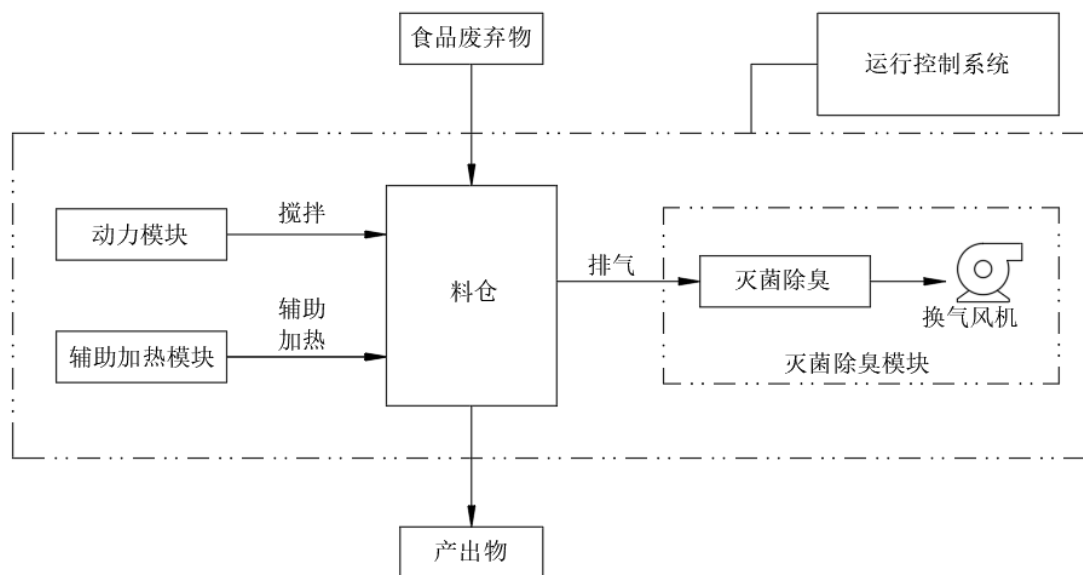 食品废弃物
运行控制系统
动力模块
搅拌
料仓
排气
灭菌除臭
换气风机
辅助加热模块
辅助
加热
灭菌除臭模块
产出物